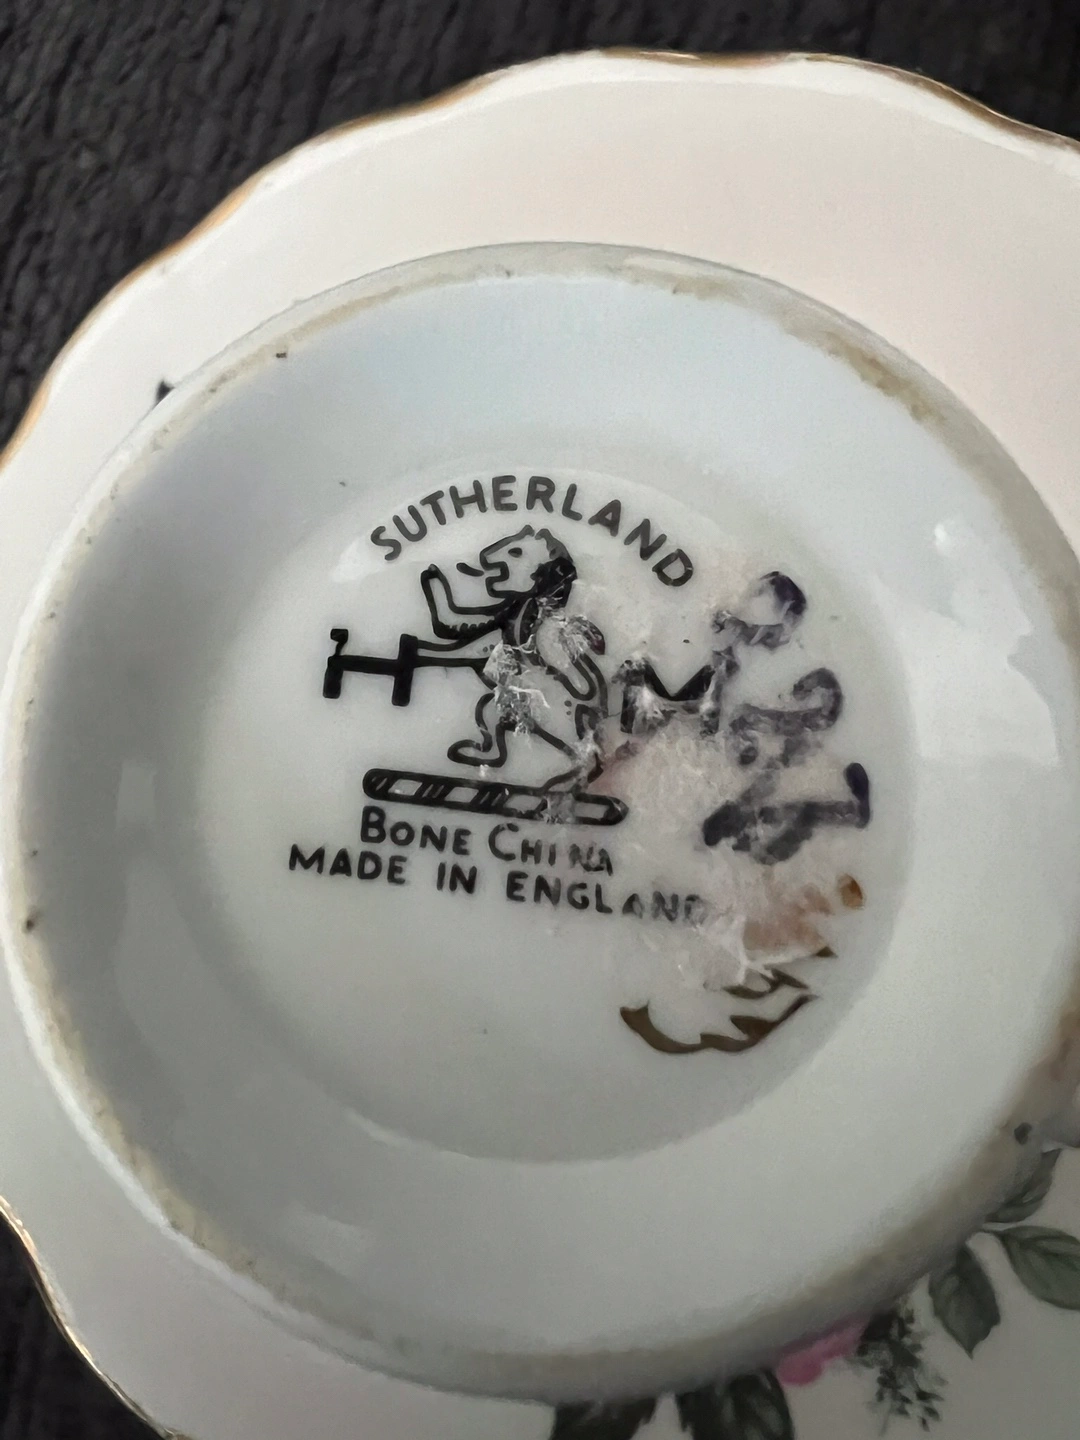 SUTHERLAND
H M
BONE CHINA
MADE IN ENGLAND